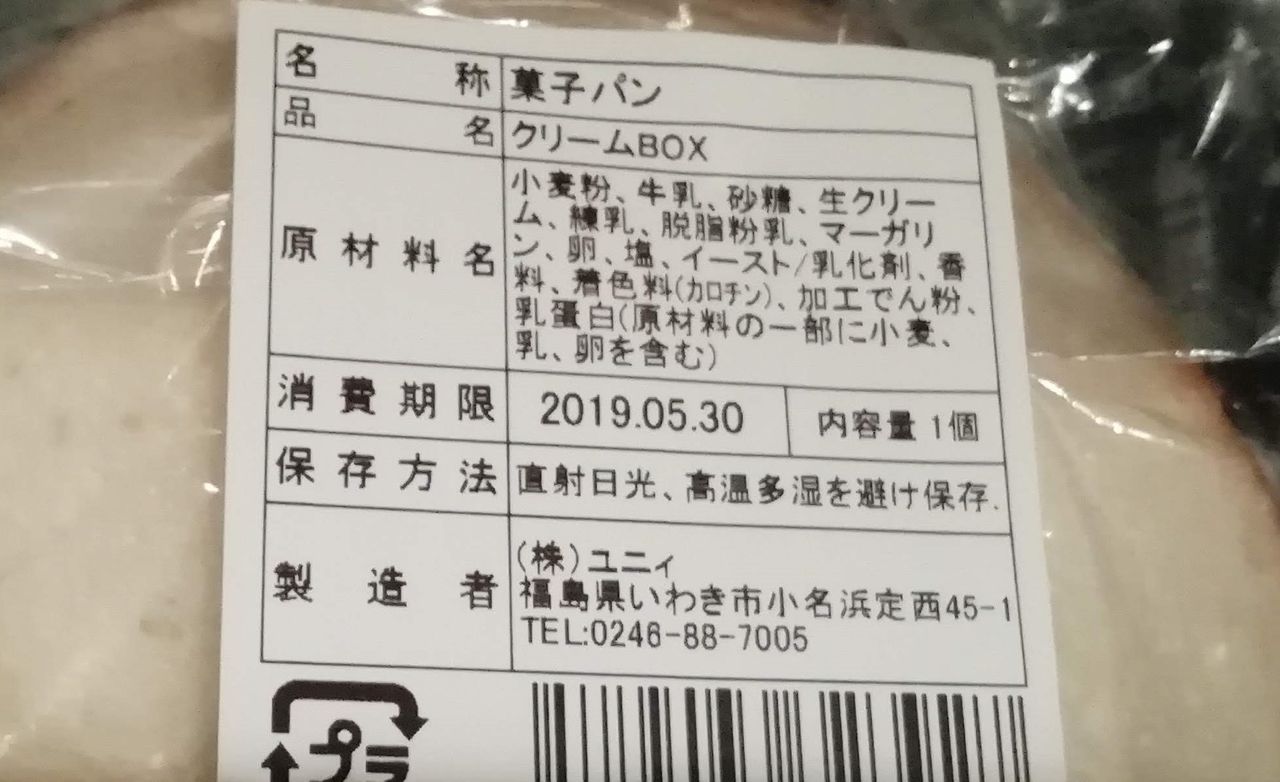 名称 菓子パン
品名 クリームBOX
原材料名 小麦粉、牛乳、砂糖、生クリー
ム、練乳、脱脂粉乳、マーガリ
ン、卵、塩、イースト/乳化剤、香
料、着色料(カロチン)、加工でん粉、
乳蛋白(原材料の一部に小麦、
乳、卵を含む)
消費期限 2019.05.30 内容量 1個
保存方法 直射日光、高温多湿を避け保存.
製造者 (株)ユニィ
福島県いわき市小名浜定西45-1
TEL:0246-88-7005
プラ